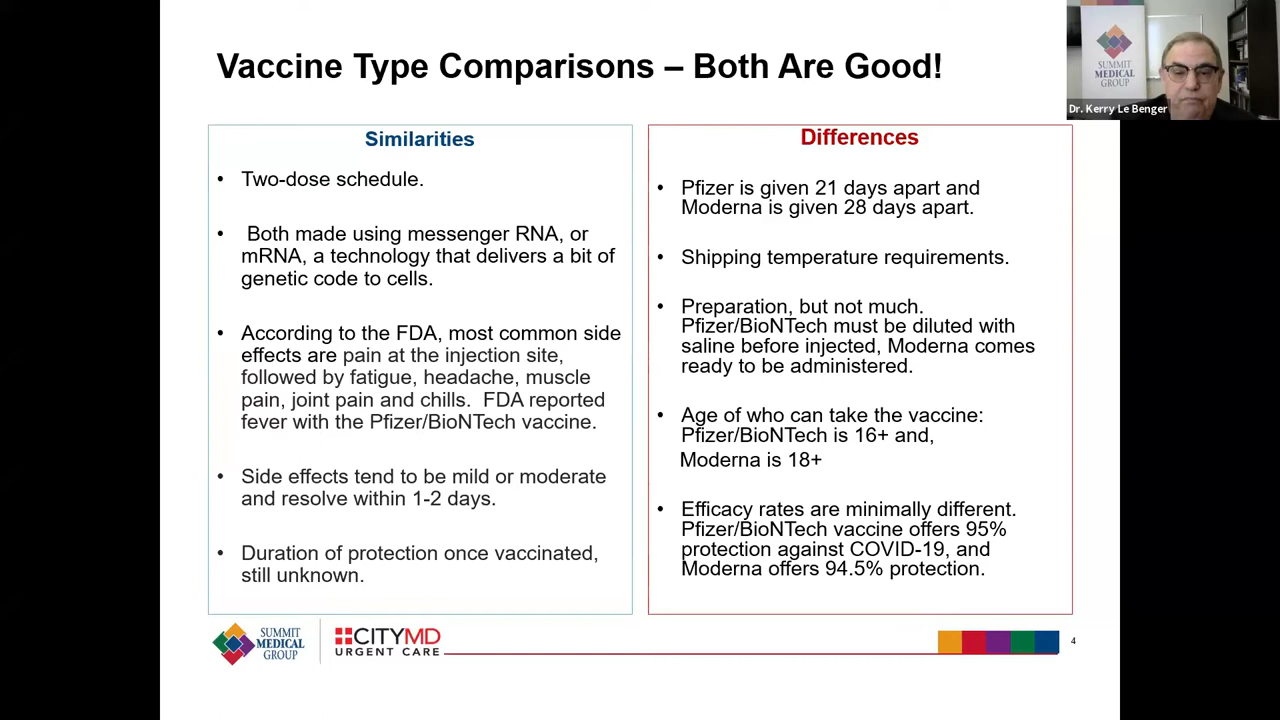 Vaccine Type Comparisons – Both Are Good!
SUMMIT
MEDICAL
GROUP
Dr. Kerry Le Benger
Similarities
• Two-dose schedule.
• Both made using messenger RNA, or
mRNA, a technology that delivers a bit of
genetic code to cells.
• According to the FDA, most common side
effects are pain at the injection site,
followed by fatigue, headache, muscle
pain, joint pain and chills. FDA reported
fever with the Pfizer/BioNTech vaccine.
• Side effects tend to be mild or moderate
and resolve within 1-2 days.
• Duration of protection once vaccinated,
still unknown.
Differences
• Pfizer is given 21 days apart and
Moderna is given 28 days apart.
• Shipping temperature requirements.
• Preparation, but not much.
Pfizer/BioNTech must be diluted with
saline before injected, Moderna comes
ready to be administered.
• Age of who can take the vaccine:
Pfizer/BioNTech is 16+ and,
Moderna is 18+
• Efficacy rates are minimally different.
Pfizer/BioNTech vaccine offers 95%
protection against COVID-19, and
Moderna offers 94.5% protection.
SUMMIT
MEDICAL
GROUP
CITYMD
URGENT CARE
4